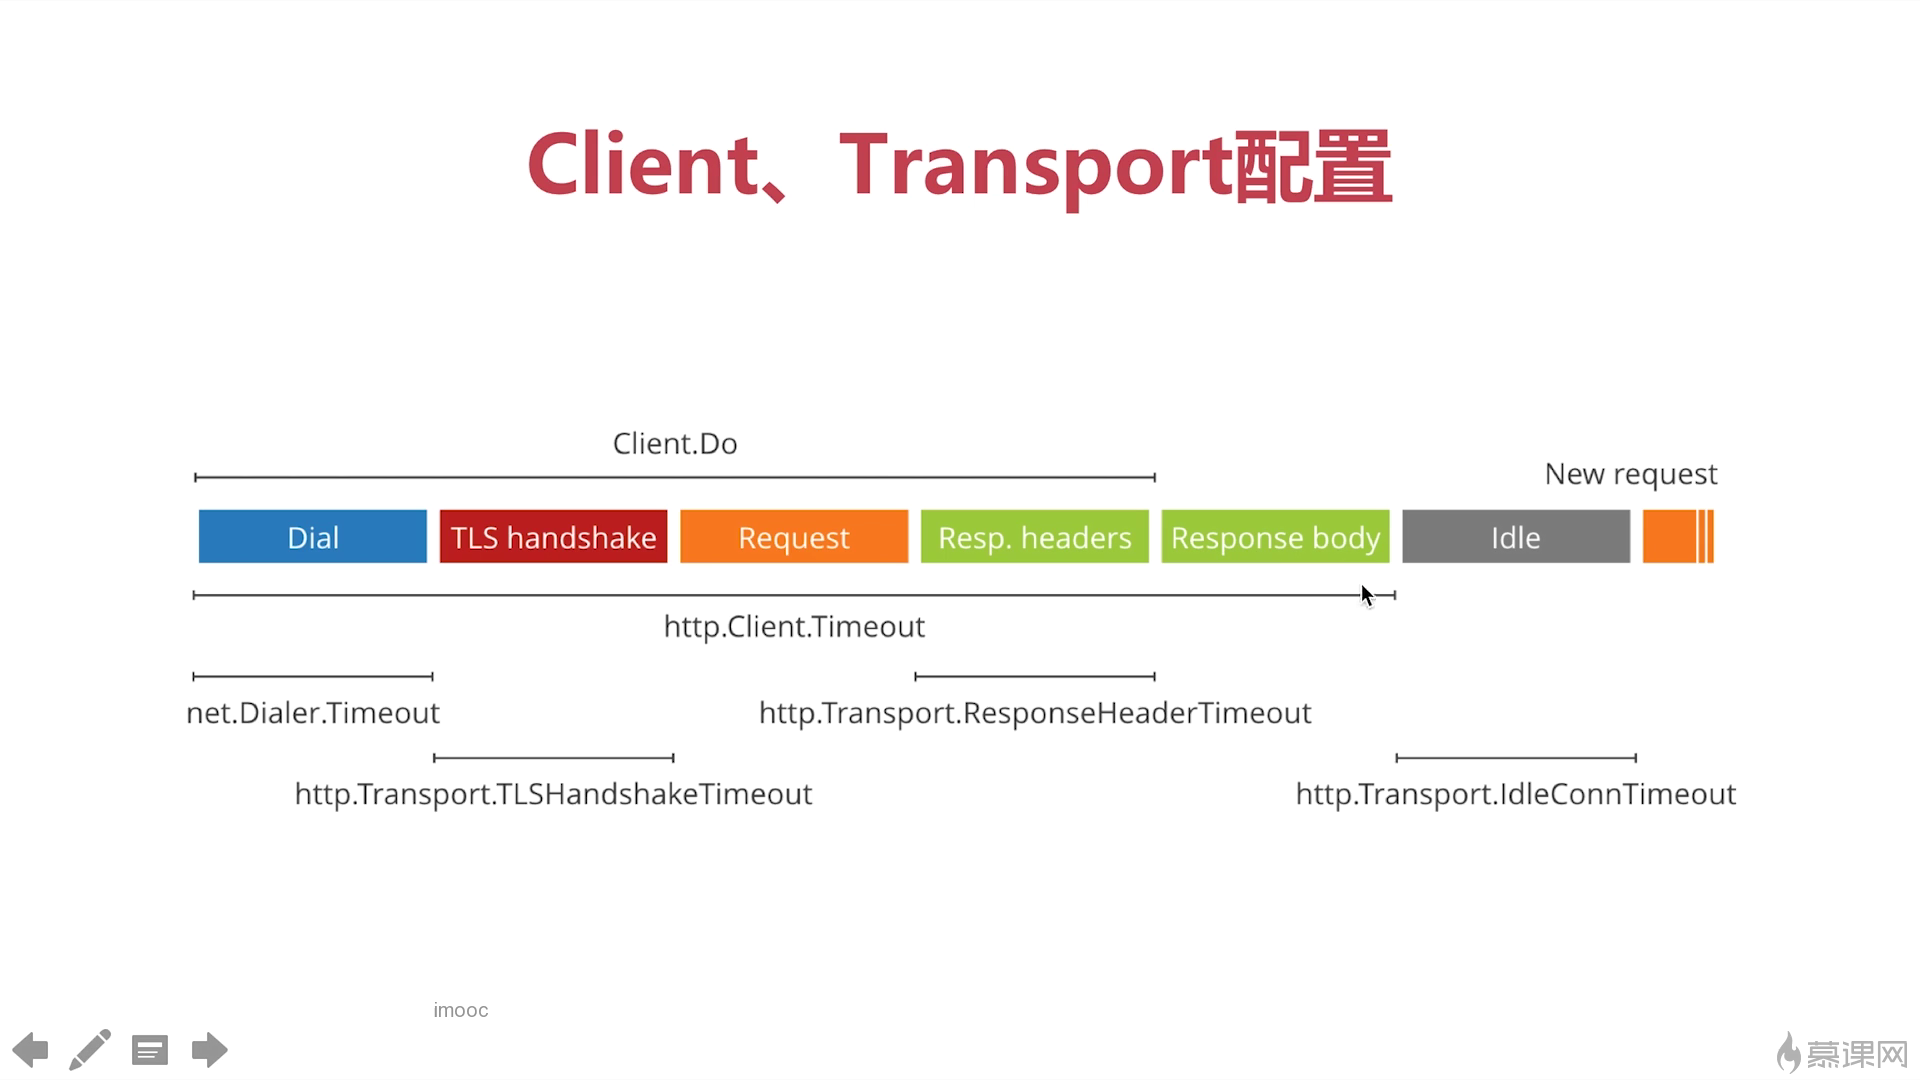 Client、Transport配置
Client.Do
New request
Dial
TLS handshake
Request
Resp. headers
Response body
Idle
http.Client.Timeout
net.Dialer.Timeout
http.Transport.ResponseHeaderTimeout
http.Transport.TLSHandshakeTimeout
http.Transport.IdleConnTimeout
imooc
慕课网